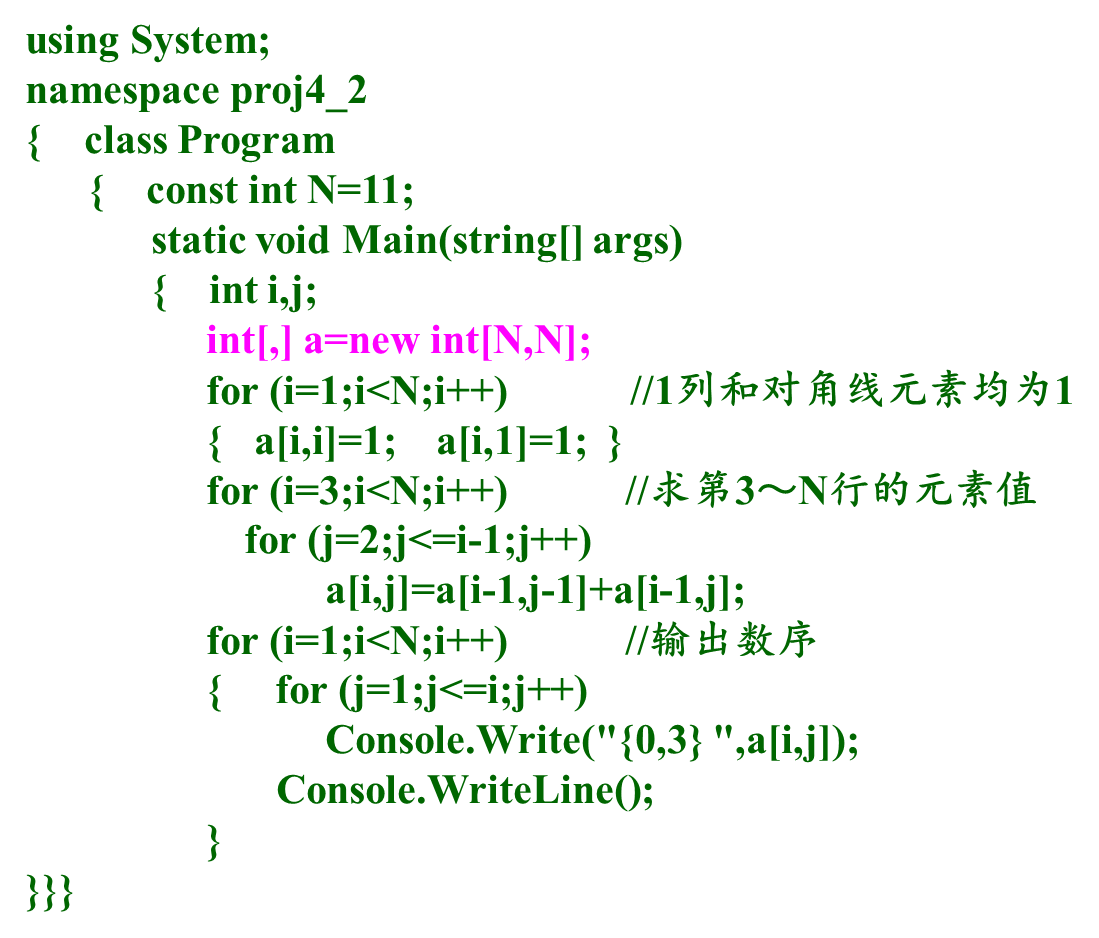 using System;
namespace proj4_2
{    class Program
{    const int N=11;
static void Main(string[] args)
{    int i,j;
int[,] a=new int[N,N];
for (i=1;i<N;i++)    //1列和对角线元素均为1
{   a[i,i]=1;    a[i,1]=1;  }
for (i=3;i<N;i++)    //求第3～N行的元素值
for (j=2;j<=i-1;j++)
a[i,j]=a[i-1,j-1]+a[i-1,j];
for (i=1;i<N;i++)    //输出数序
{    for (j=1;j<=i;j++)
Console.Write("{0,3} ",a[i,j]);
Console.WriteLine();
}
}}}